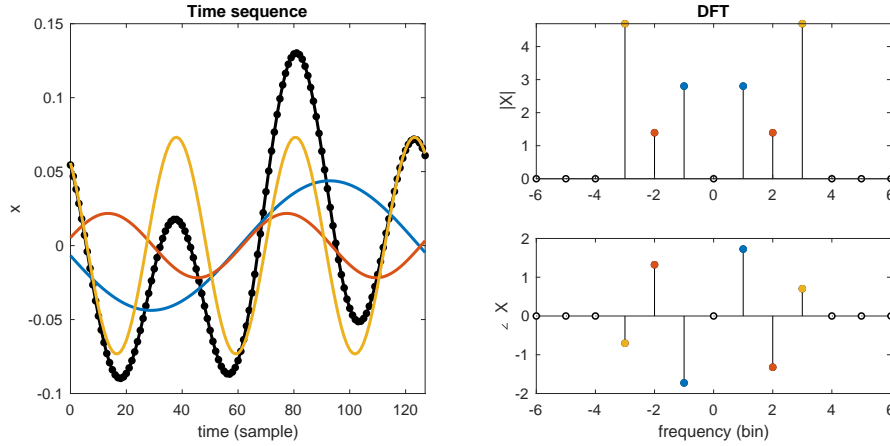 Time sequence
0.15
0.1
0.05
0
-0.05
-0.1
x
0 20 40 60 80 100 120
time (sample)
DFT
4
3
2
1
0
|X|
-6 -4 -2 0 2 4 6
2
1
0
-1
-2
∠ X
-6 -4 -2 0 2 4 6
frequency (bin)